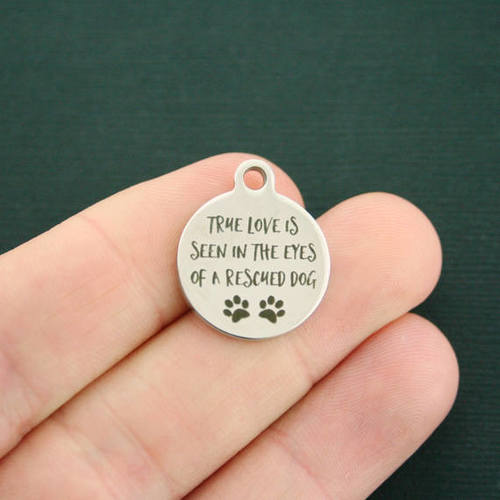 TRUE LOVE IS
SEEN IN THE EYES
OF A RESCUED DOG